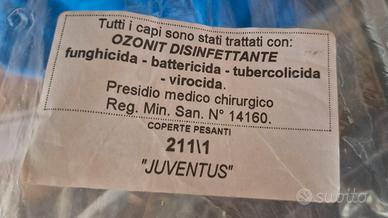 Tutti i capi sono stati trattati con:
OZONIT DISINFETTANTE
funghicida - battericida - tubercolicida
- virocida.
Presidio medico chirurgico
Reg. Min. San. N° 14160.
COPERTE PESANTI
211\1
"JUVENTUS"
subito